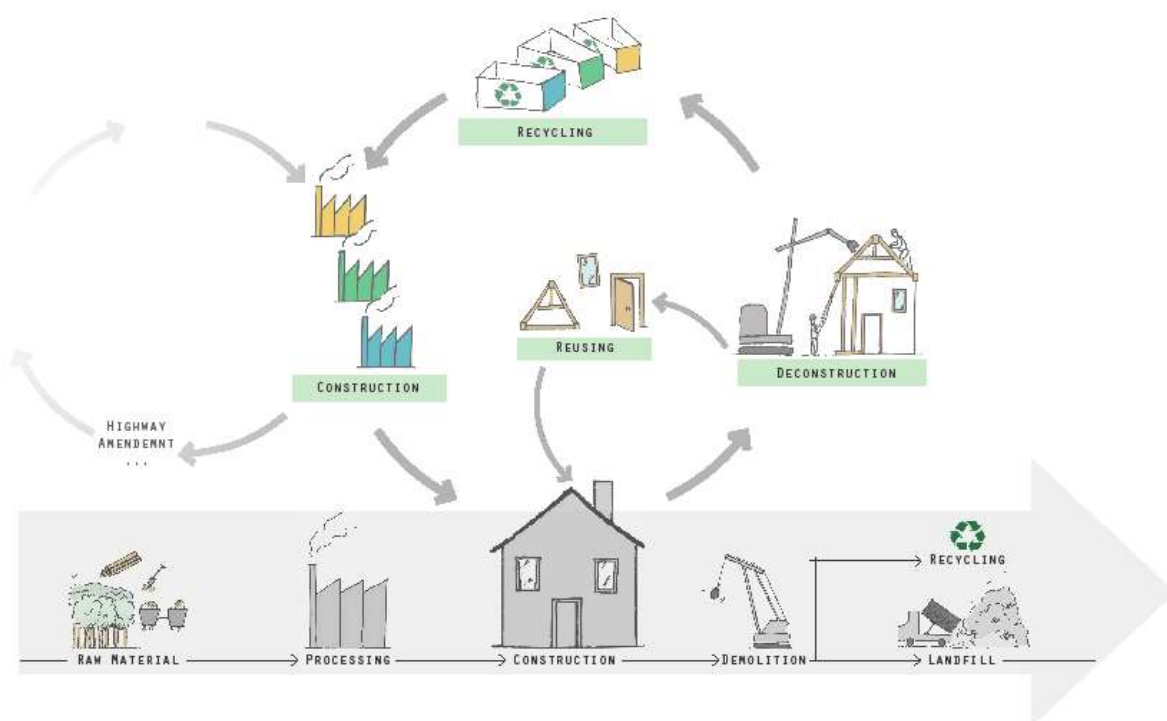 RECYCLING
REUSING
DECONSTRUCTION
CONSTRUCTION
HIGHWAY
AMENDEMNT
...
RECYCLING
RAW MATERIAL
PROCESSING
CONSTRUCTION
DEMOLITION
LANDFILL